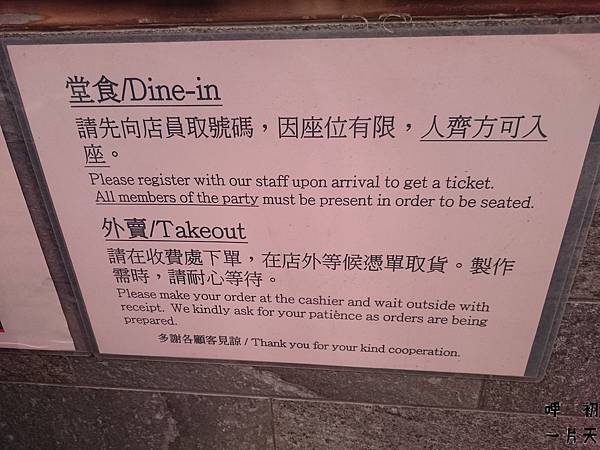 堂食/Dine-in
請先向店員取號碼，因座位有限，人齊方可入
座。
Please register with our staff upon arrival to get a ticket.
All members of the party must be present in order to be seated.
外賣/Takeout
請在收費處下單，在店外等候憑單取貨。製作
需時，請耐心等待。
Please make your order at the cashier and wait outside with
receipt. We kindly ask for your patience as orders are being
prepared.
多謝各顧客見諒 / Thank you for your kind cooperation.
呷 初
一片天